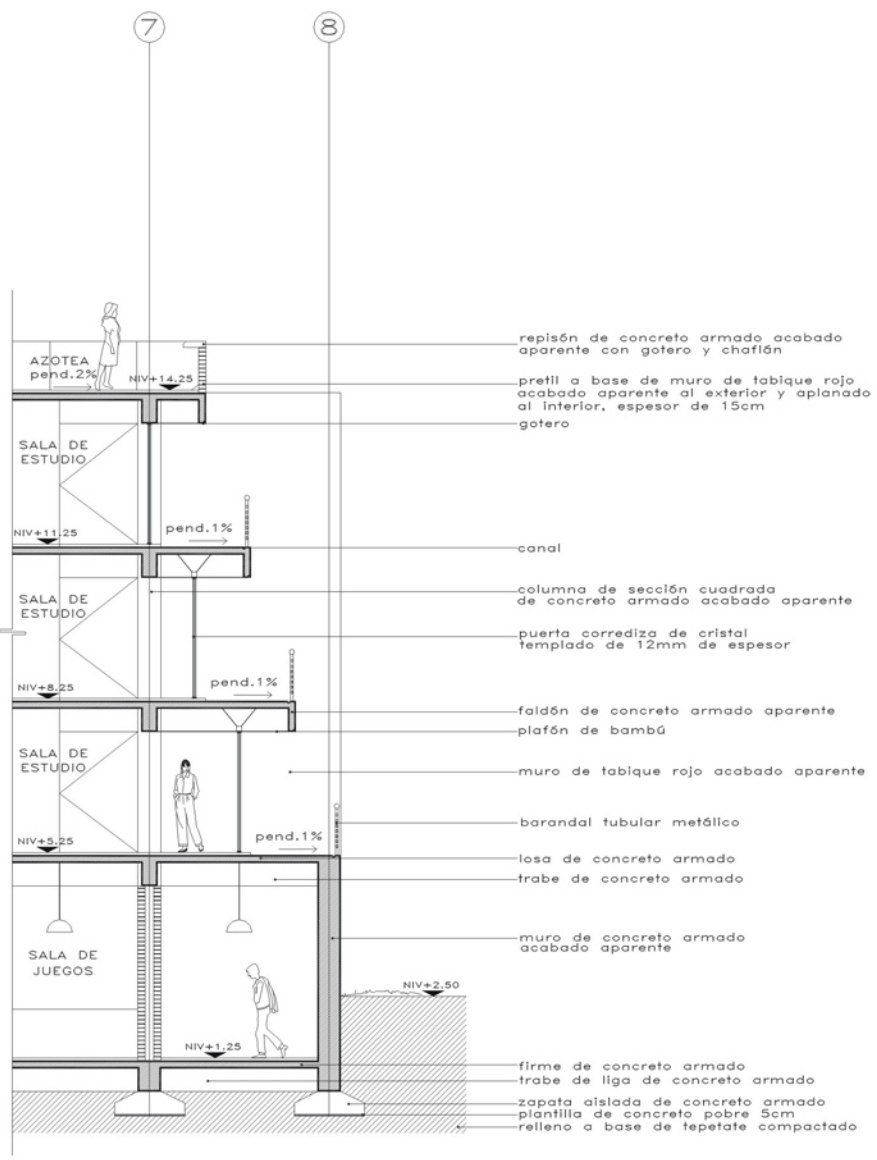 7
8
repisón de concreto armado acabado
aparente con gotero y chaflán
AZOTEA
pend.2%
NIV+14.25
pretil a base de muro de tabique rojo
acabado aparente al exterior y aplanado
al interior, espesor de 15cm
gotero
SALA DE
ESTUDIO
pend.1%
NIV+11.25
canal
SALA DE
ESTUDIO
columna de sección cuadrada
de concreto armado acabado aparente
puerta corrediza de cristal
templado de 12mm de espesor
NIV+8.25
pend.1%
faldón de concreto armado aparente
plafón de bambú
SALA DE
ESTUDIO
muro de tabique rojo acabado aparente
barandal tubular metálico
NIV+5.25
pend.1%
losa de concreto armado
trabe de concreto armado
muro de concreto armado
acabado aparente
SALA DE
JUEGOS
NIV+2.50
NIV+1.25
firme de concreto armado
trabe de liga de concreto armado
zapata aislada de concreto armado
plantilla de concreto pobre 5cm
relleno a base de tepetate compactado